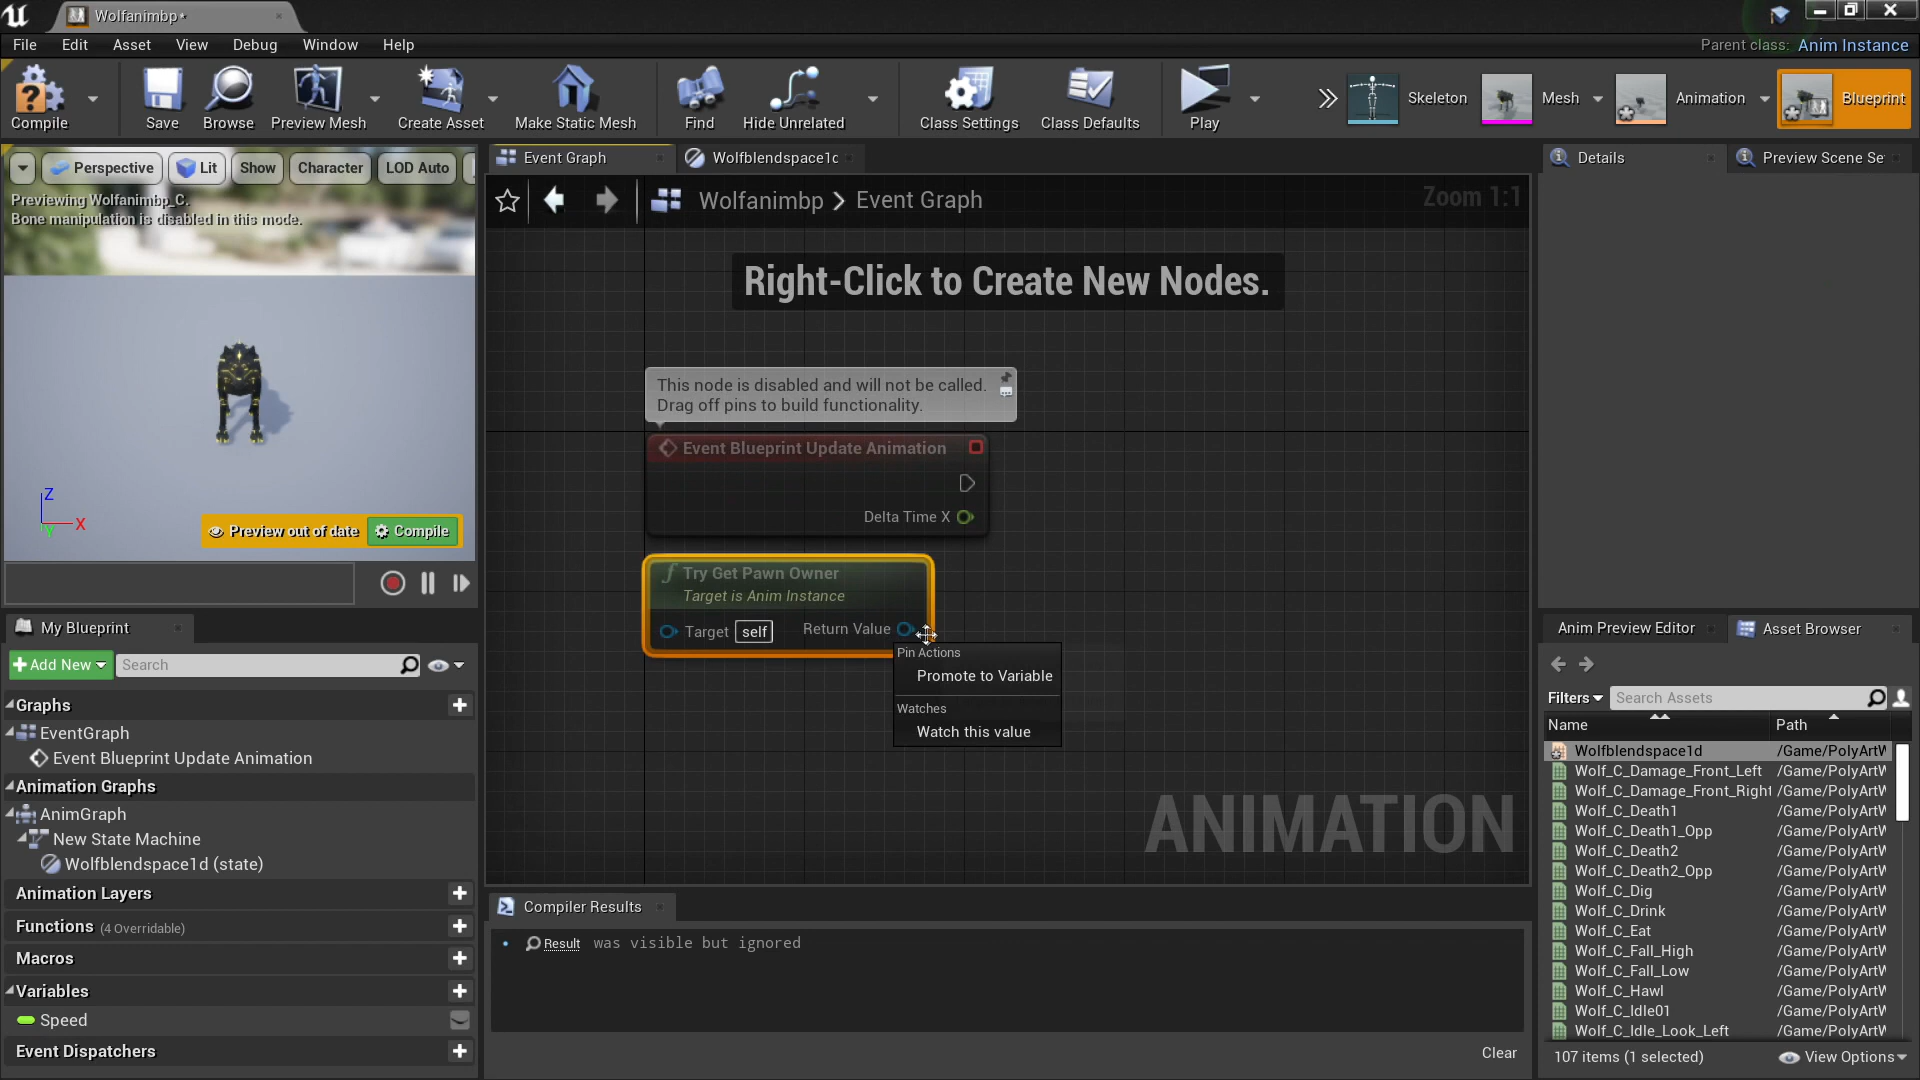 Wolfanimbp*
File Edit Asset View Debug Window Help
Parent class: Anim Instance
Compile Save Browse Preview Mesh Create Asset Make Static Mesh Find Hide Unrelated Class Settings Class Defaults Play Skeleton Mesh Animation Blueprint
Perspective Lit Show Character LOD Auto
Previewing Wolfanimbp_C.
Bone manipulation is disabled in this mode.
Z
X
Y
Preview out of date Compile
My Blueprint
+Add New Search
Graphs
EventGraph
Event Blueprint Update Animation
Animation Graphs
AnimGraph
New State Machine
Wolfblendspace1d (state)
Animation Layers
Functions (4 Overridable)
Macros
Variables
Speed
Event Dispatchers
Event Graph Wolfblendspace1d
Wolfanimbp > Event Graph
Zoom 1:1
Right-Click to Create New Nodes.
This node is disabled and will not be called.
Drag off pins to build functionality.
Event Blueprint Update Animation
Delta Time X
f Try Get Pawn Owner
Target is Anim Instance
Target self Return Value
Pin Actions
Promote to Variable
Watches
Watch this value
ANIMATION
Compiler Results
Result was visible but ignored
Clear
Details Preview Scene Se
Anim Preview Editor Asset Browser
Filters Search Assets
Name Path
Wolfblendspace1d /Game/PolyArtW
Wolf_C_Damage_Front_Left /Game/PolyArtW
Wolf_C_Damage_Front_Right /Game/PolyArtW
Wolf_C_Death1 /Game/PolyArtW
Wolf_C_Death1_Opp /Game/PolyArtW
Wolf_C_Death2 /Game/PolyArtW
Wolf_C_Death2_Opp /Game/PolyArtW
Wolf_C_Dig /Game/PolyArtW
Wolf_C_Drink /Game/PolyArtW
Wolf_C_Eat /Game/PolyArtW
Wolf_C_Fall_High /Game/PolyArtW
Wolf_C_Fall_Low /Game/PolyArtW
Wolf_C_Hawl /Game/PolyArtW
Wolf_C_Idle01 /Game/PolyArtW
Wolf_C_Idle_Look_Left /Game/PolyArtW
107 items (1 selected) View Options